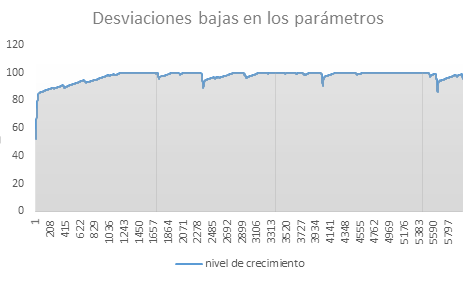 Desviaciones bajas en los parámetros
120
100
80
60
40
20
0
1 208 415 622 829 1036 1243 1450 1657 1864 2071 2278 2485 2692 2899 3106 3313 3520 3727 3934 4141 4348 4555 4762 4969 5176 5383 5590 5797
nivel de crecimiento